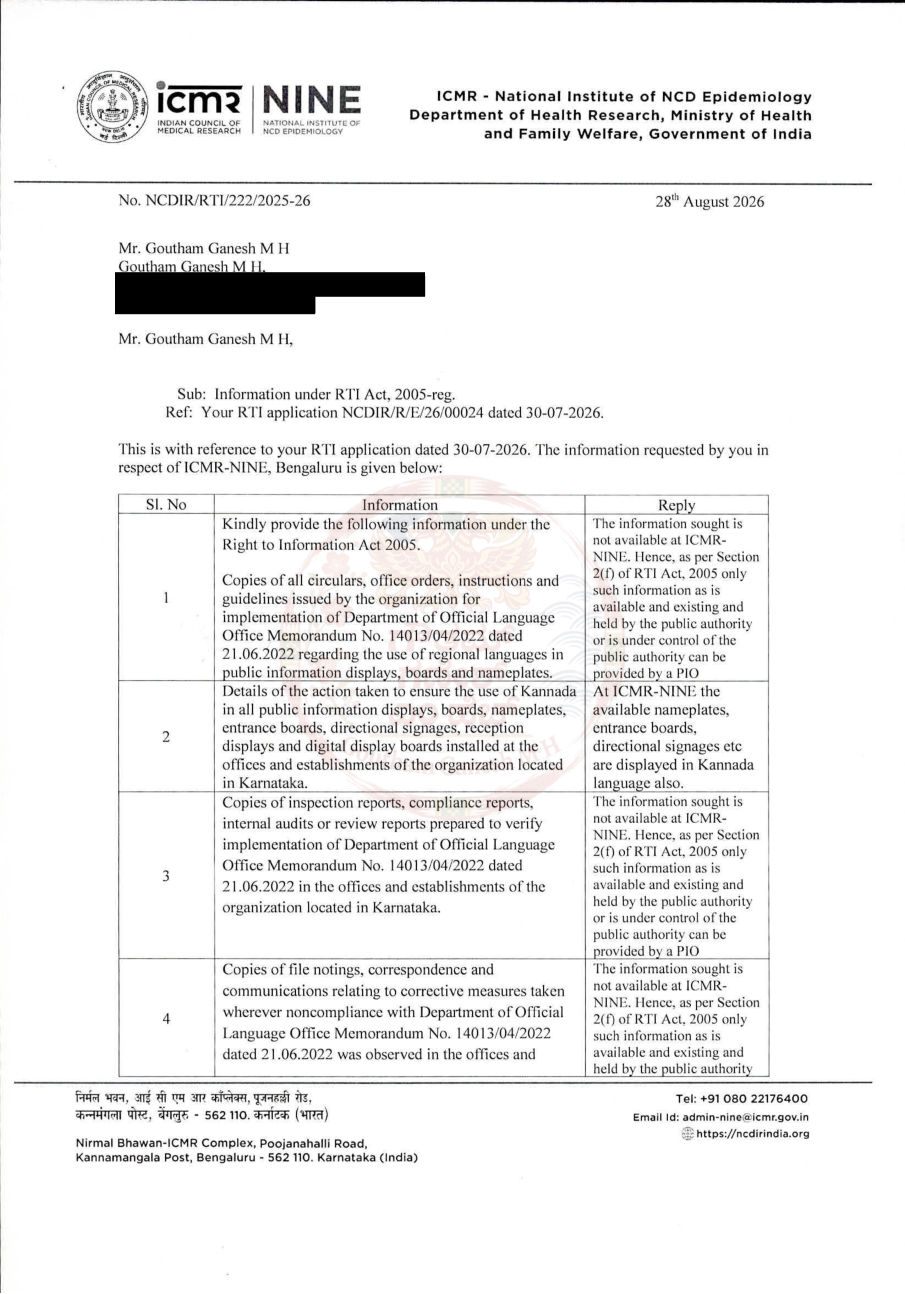 icmr
INDIAN COUNCIL OF
MEDICAL RESEARCH
NINE
NATIONAL INSTITUTE OF
NCD EPIDEMIOLOGY
ICMR - National Institute of NCD Epidemiology
Department of Health Research, Ministry of Health
and Family Welfare, Government of India
No. NCDIR/RTI/222/2025-26
28th August 2026
Mr. Goutham Ganesh M H
Goutham Ganesh M H,
Mr. Goutham Ganesh M H,
Sub: Information under RTI Act, 2005-reg.
Ref: Your RTI application NCDIR/R/E/26/00024 dated 30-07-2026.
This is with reference to your RTI application dated 30-07-2026. The information requested by you in
respect of ICMR-NINE, Bengaluru is given below:
Sl. No
Information
Reply
1
Kindly provide the following information under the
Right to Information Act 2005.
Copies of all circulars, office orders, instructions and
guidelines issued by the organization for
implementation of Department of Official Language
Office Memorandum No. 14013/04/2022 dated
21.06.2022 regarding the use of regional languages in
public information displays, boards and nameplates.
The information sought is
not available at ICMR-
NINE. Hence, as per Section
2(f) of RTI Act, 2005 only
such information as is
available and existing and
held by the public authority
or is under control of the
public authority can be
provided by a PIO
2
Details of the action taken to ensure the use of Kannada
in all public information displays, boards, nameplates,
entrance boards, directional signages, reception
displays and digital display boards installed at the
offices and establishments of the organization located
in Karnataka.
At ICMR-NINE the
available nameplates,
entrance boards,
directional signages etc
are displayed in Kannada
language also.
3
Copies of inspection reports, compliance reports,
internal audits or review reports prepared to verify
implementation of Department of Official Language
Office Memorandum No. 14013/04/2022 dated
21.06.2022 in the offices and establishments of the
organization located in Karnataka.
The information sought is
not available at ICMR-
NINE. Hence, as per Section
2(f) of RTI Act, 2005 only
such information as is
available and existing and
held by the public authority
or is under control of the
public authority can be
provided by a PIO
4
Copies of file notings, correspondence and
communications relating to corrective measures taken
wherever noncompliance with Department of Official
Language Office Memorandum No. 14013/04/2022
dated 21.06.2022 was observed in the offices and
The information sought is
not available at ICMR-
NINE. Hence, as per Section
2(f) of RTI Act, 2005 only
such information as is
available and existing and
held by the public authority
निर्मल भवन, आई सी एम आर कॉंप्लेक्स, पूजनहल्ली रोड,
कन्नमंगला पोस्ट, बेंगलुरु - 562 110. कर्नाटक (भारत)
Nirmal Bhawan-ICMR Complex, Poojanahalli Road,
Kannamangala Post, Bengaluru - 562 110. Karnataka (India)
Tel: +91 080 22176400
Email Id: admin-nine@icmr.gov.in
https://ncdirindia.org